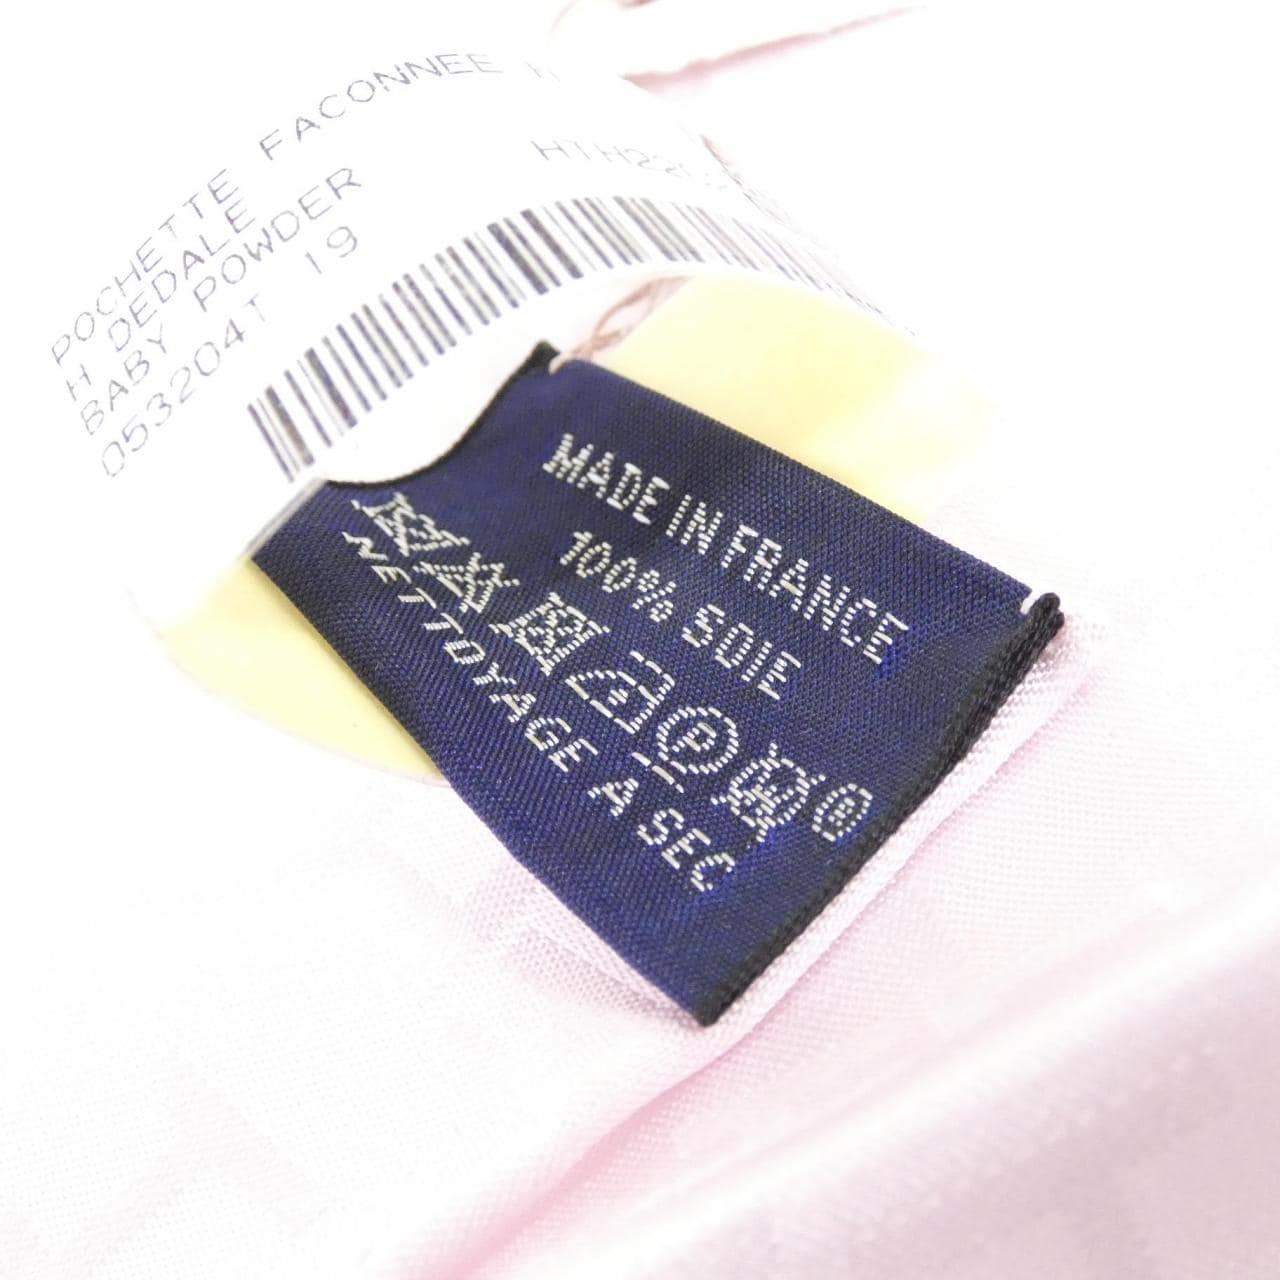 POCHETTE FACONNEE H
H DEDALE
BABY POWDER
053204T 19
MADE IN FRANCE
100% SOIE
NETTOYAGE A SEC